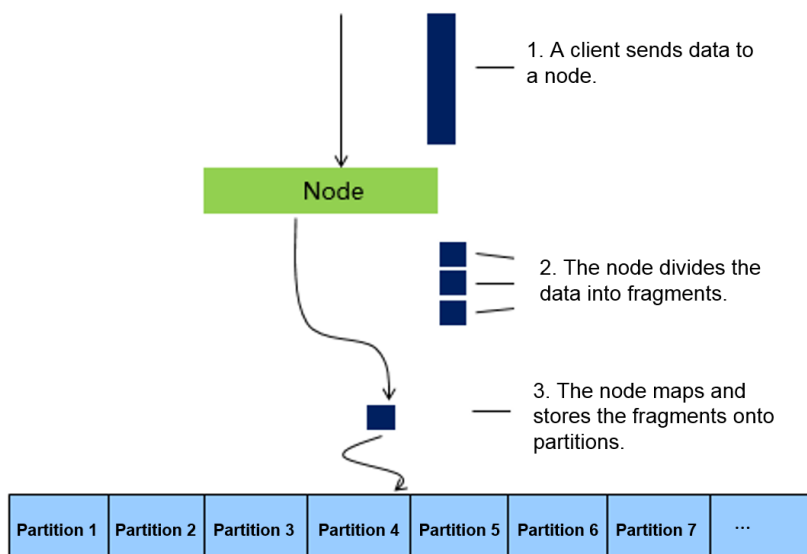 1. A client sends data to
a node.
Node
2. The node divides the
data into fragments.
3. The node maps and
stores the fragments onto
partitions.
Partition 1 Partition 2 Partition 3 Partition 4 Partition 5 Partition 6 Partition 7 ...